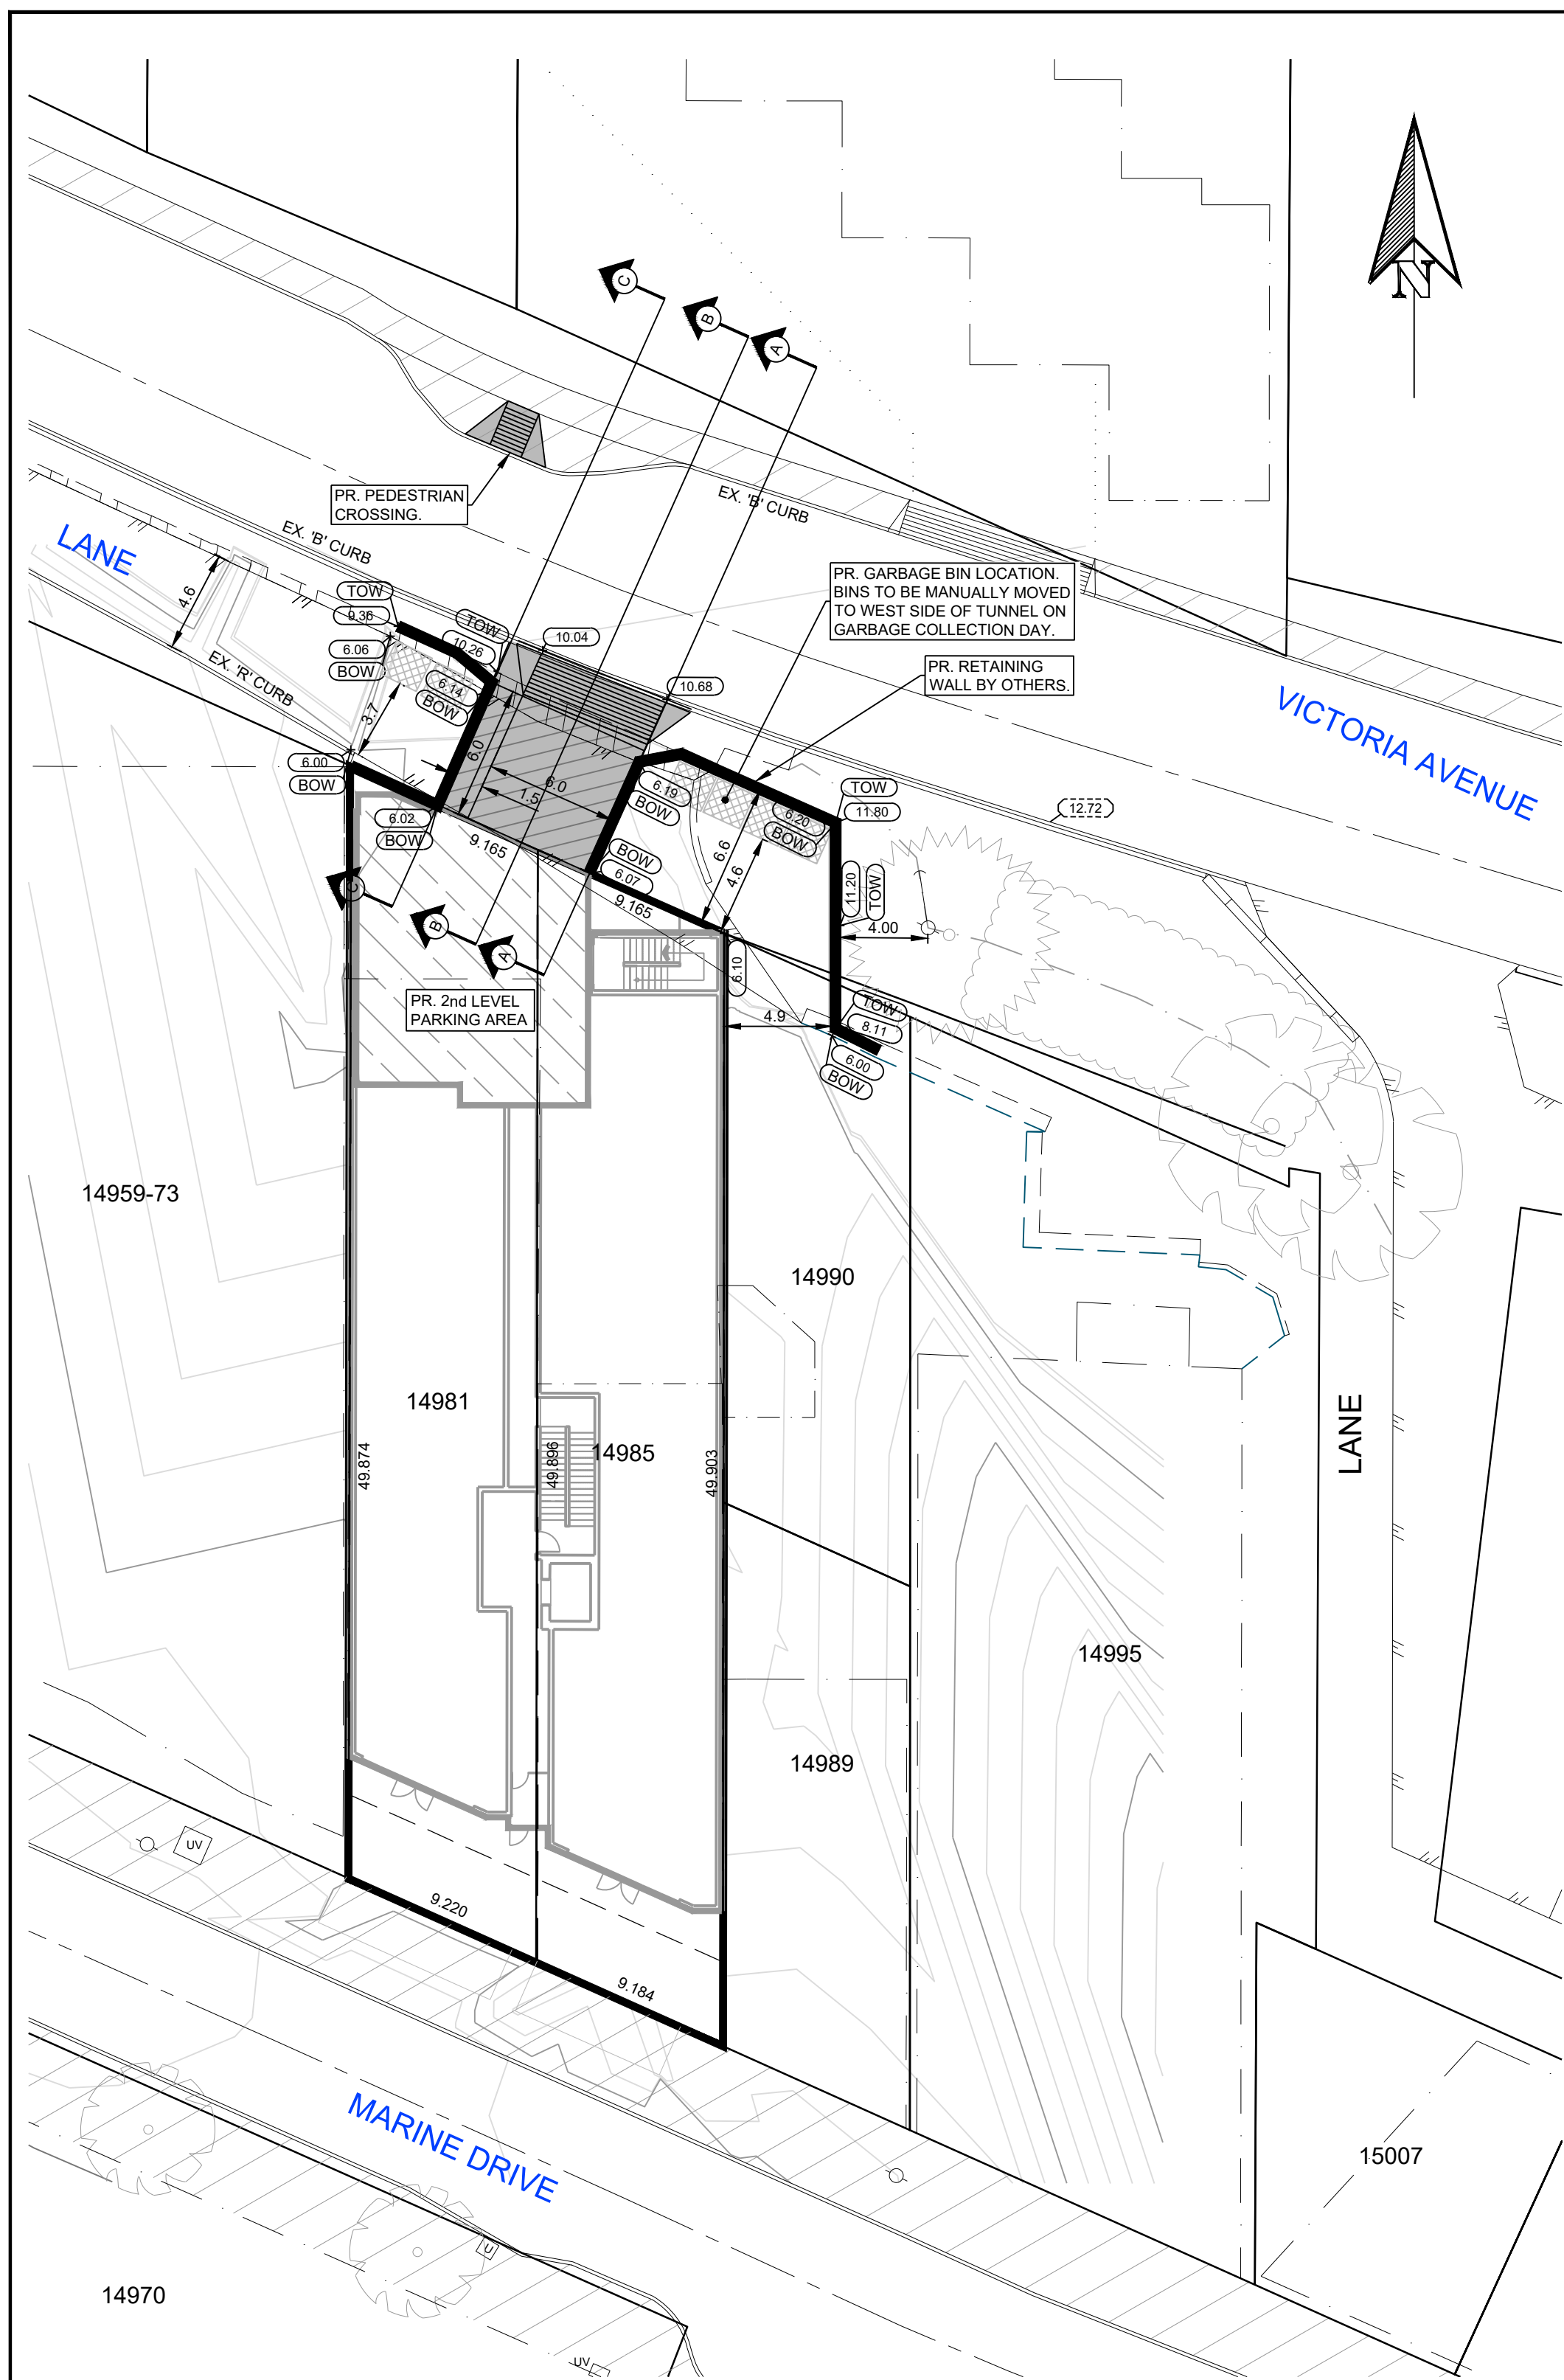 N
C
B
A
PR. PEDESTRIAN
CROSSING.
EX. 'B' CURB
EX. 'B' CURB
LANE
4.6
TOW
9.36
6.06
BOW
TOW
10.26
10.04
PR. GARBAGE BIN LOCATION.
BINS TO BE MANUALLY MOVED
TO WEST SIDE OF TUNNEL ON
GARBAGE COLLECTION DAY.
PR. RETAINING
WALL BY OTHERS.
EX. 'R' CURB
6.14
BOW
10.68
3.7
6.0
6.0
1.5
VICTORIA AVENUE
6.00
BOW
6.19
BOW
TOW
11.80
12.72
6.20
BOW
6.02
BOW
9.165
BOW
6.07
6.6
4.6
11.20
TOW
4.00
C
B
A
9.165
6.10
PR. 2nd LEVEL
PARKING AREA
4.9
TOW
8.11
6.00
BOW
14959-73
14990
14981
14985
49.874
49.896
49.903
LANE
14995
14989
UV
9.220
9.184
MARINE DRIVE
15007
U
14970
UV